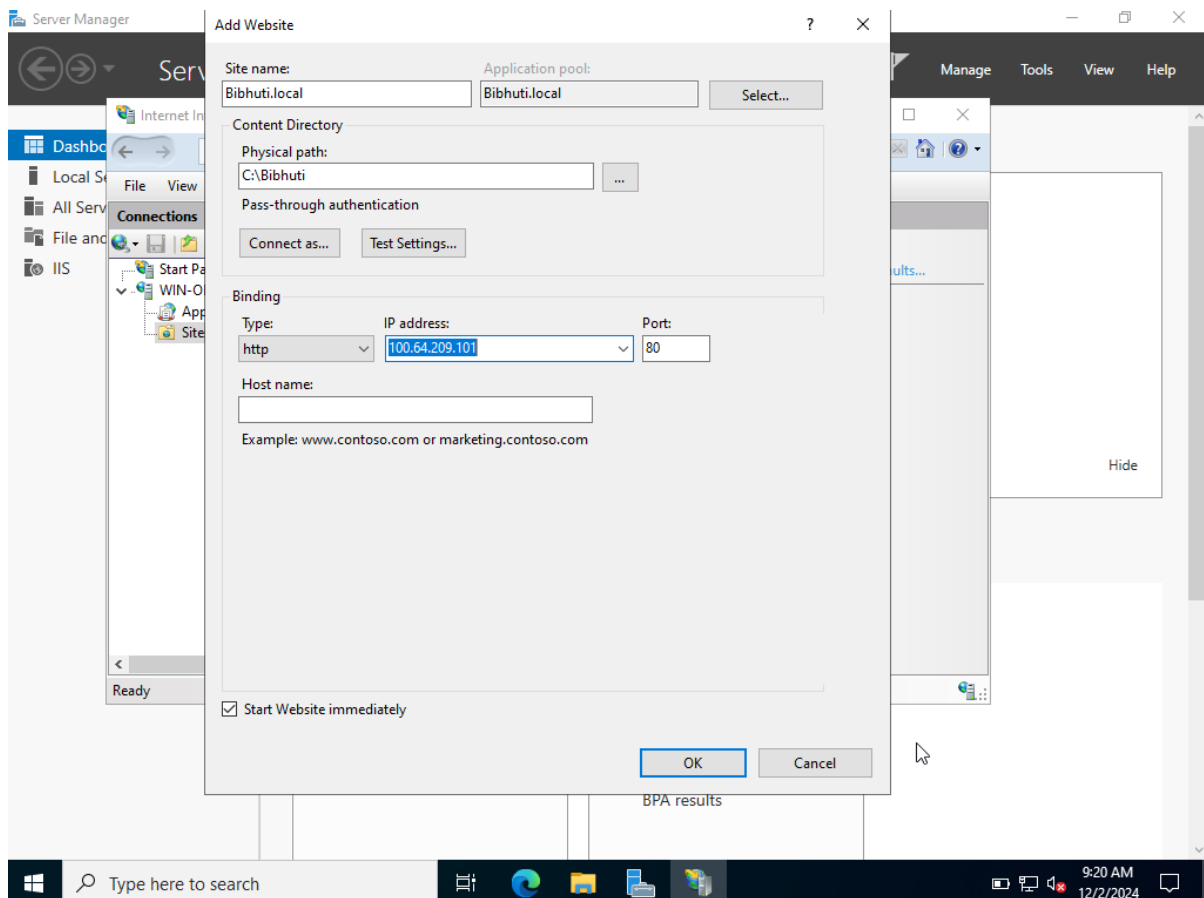 Server Manager
Add Website
?
Serv
Manage
Tools
View
Help
Site name:
Application pool:
Bibhuti.local
Bibhuti.local
Select...
Internet In
Content Directory
Dashbo
Physical path:
Local Se
C:\Bibhuti
...
File View
All Serv
Pass-through authentication
Connections
File and
Connect as...
Test Settings...
IIS
Start Pa
ults...
WIN-O
Binding
App
Type:
IP address:
Port:
Site
http
100.64.209.101
80
Host name:
Example: www.contoso.com or marketing.contoso.com
Hide
Ready
Start Website immediately
OK
Cancel
BPA results
Type here to search
9:20 AM
12/2/2024